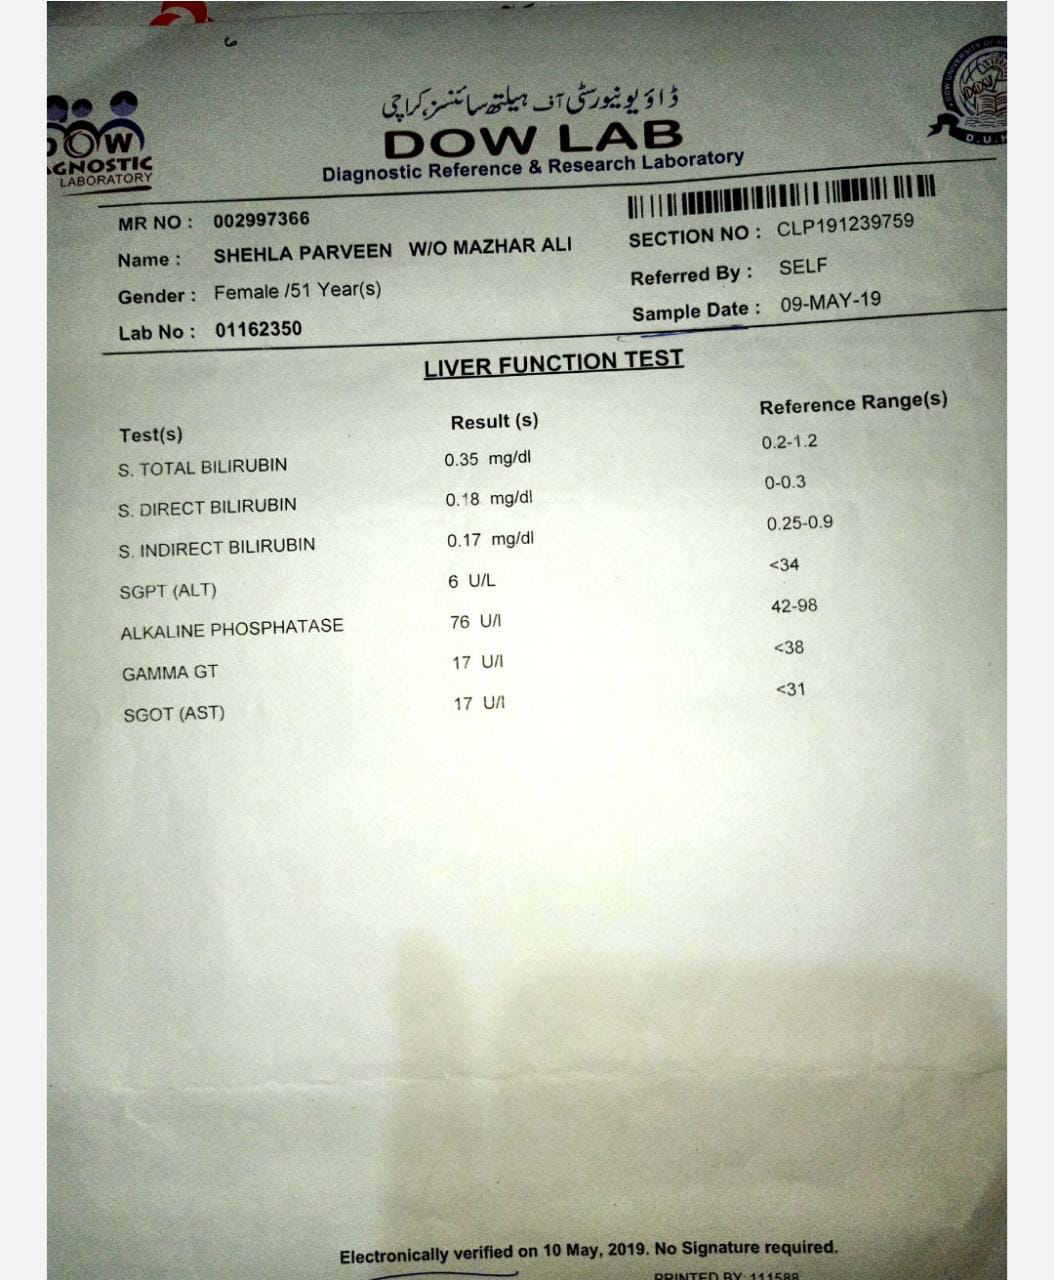 ڈاؤ یونیورسٹی آف ہیلتھ سائنسز، کراچی
DOW LAB
Diagnostic Reference & Research Laboratory
DOW
GNOSTIC
LABORATORY
D.U.H
MR NO : 002997366
Name : SHEHLA PARVEEN W/O MAZHAR ALI
Gender : Female /51 Year(s)
Lab No : 01162350
SECTION NO : CLP191239759
Referred By : SELF
Sample Date : 09-MAY-19
LIVER FUNCTION TEST
Test(s) Result (s) Reference Range(s)
S. TOTAL BILIRUBIN 0.35 mg/dl 0.2-1.2
S. DIRECT BILIRUBIN 0.18 mg/dl 0-0.3
S. INDIRECT BILIRUBIN 0.17 mg/dl 0.25-0.9
SGPT (ALT) 6 U/L <34
ALKALINE PHOSPHATASE 76 U/l 42-98
GAMMA GT 17 U/l <38
SGOT (AST) 17 U/l <31
Electronically verified on 10 May, 2019. No Signature required.
PRINTED BY: 111588